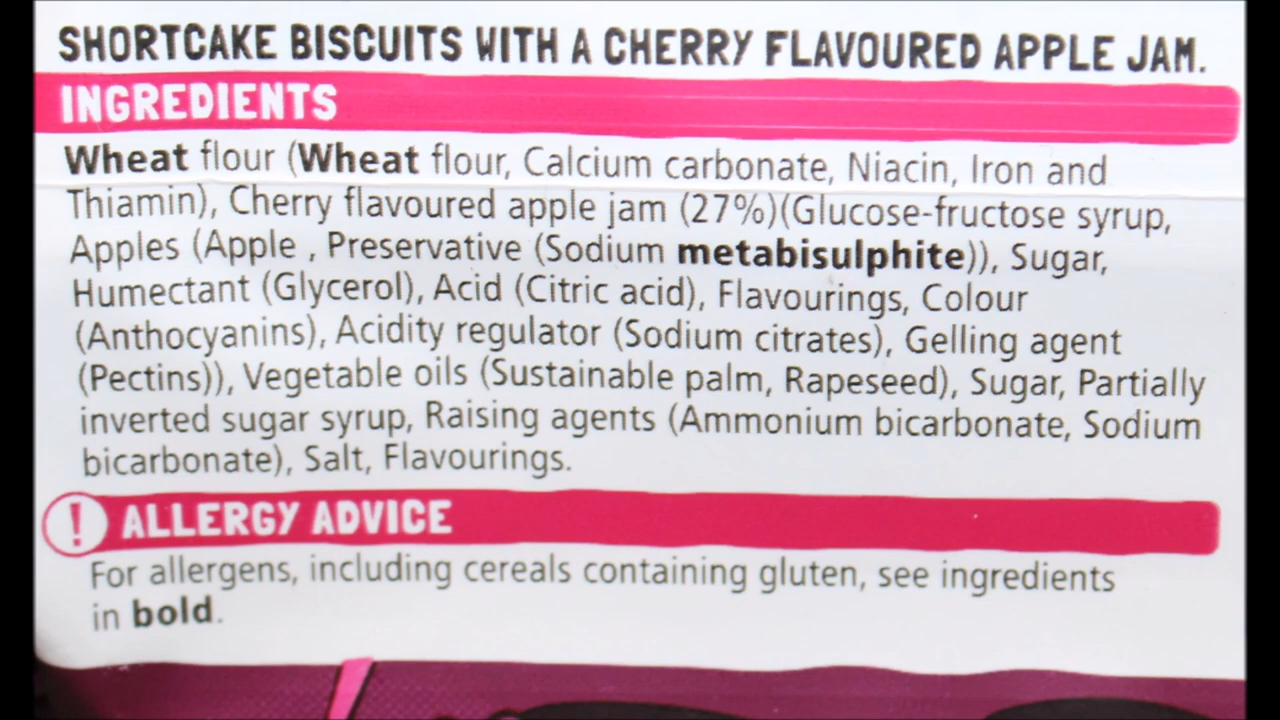 SHORTCAKE BISCUITS WITH A CHERRY FLAVOURED APPLE JAM.
INGREDIENTS
Wheat flour (Wheat flour, Calcium carbonate, Niacin, Iron and
Thiamin), Cherry flavoured apple jam (27%)(Glucose-fructose syrup,
Apples (Apple , Preservative (Sodium metabisulphite)), Sugar,
Humectant (Glycerol), Acid (Citric acid), Flavourings, Colour
(Anthocyanins), Acidity regulator (Sodium citrates), Gelling agent
(Pectins)), Vegetable oils (Sustainable palm, Rapeseed), Sugar, Partially
inverted sugar syrup, Raising agents (Ammonium bicarbonate, Sodium
bicarbonate), Salt, Flavourings.
! ALLERGY ADVICE
For allergens, including cereals containing gluten, see ingredients
in bold.